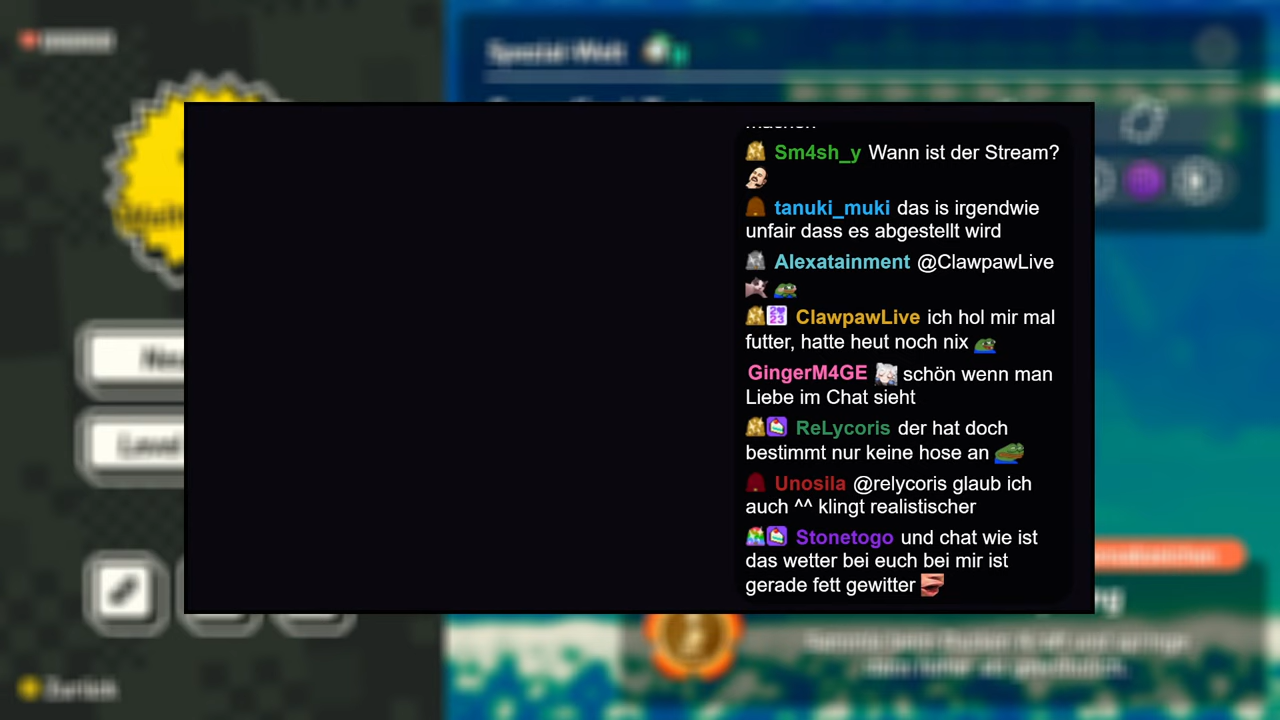 Spezial-Welt
Sm4sh_y Wann ist der Stream?
tanuki_muki das is irgendwie
unfair dass es abgestellt wird
Alexatainment @ClawpawLive
ClawpawLive ich hol mir mal
futter, hatte heut noch nix
GingerM4GE schön wenn man
Liebe im Chat sieht
ReLycoris der hat doch
bestimmt nur keine hose an
Unosila @relycoris glaub ich
auch ^^ klingt realistischer
Stonetogo und chat wie ist
das wetter bei euch bei mir ist
gerade fett gewitter
Zurück